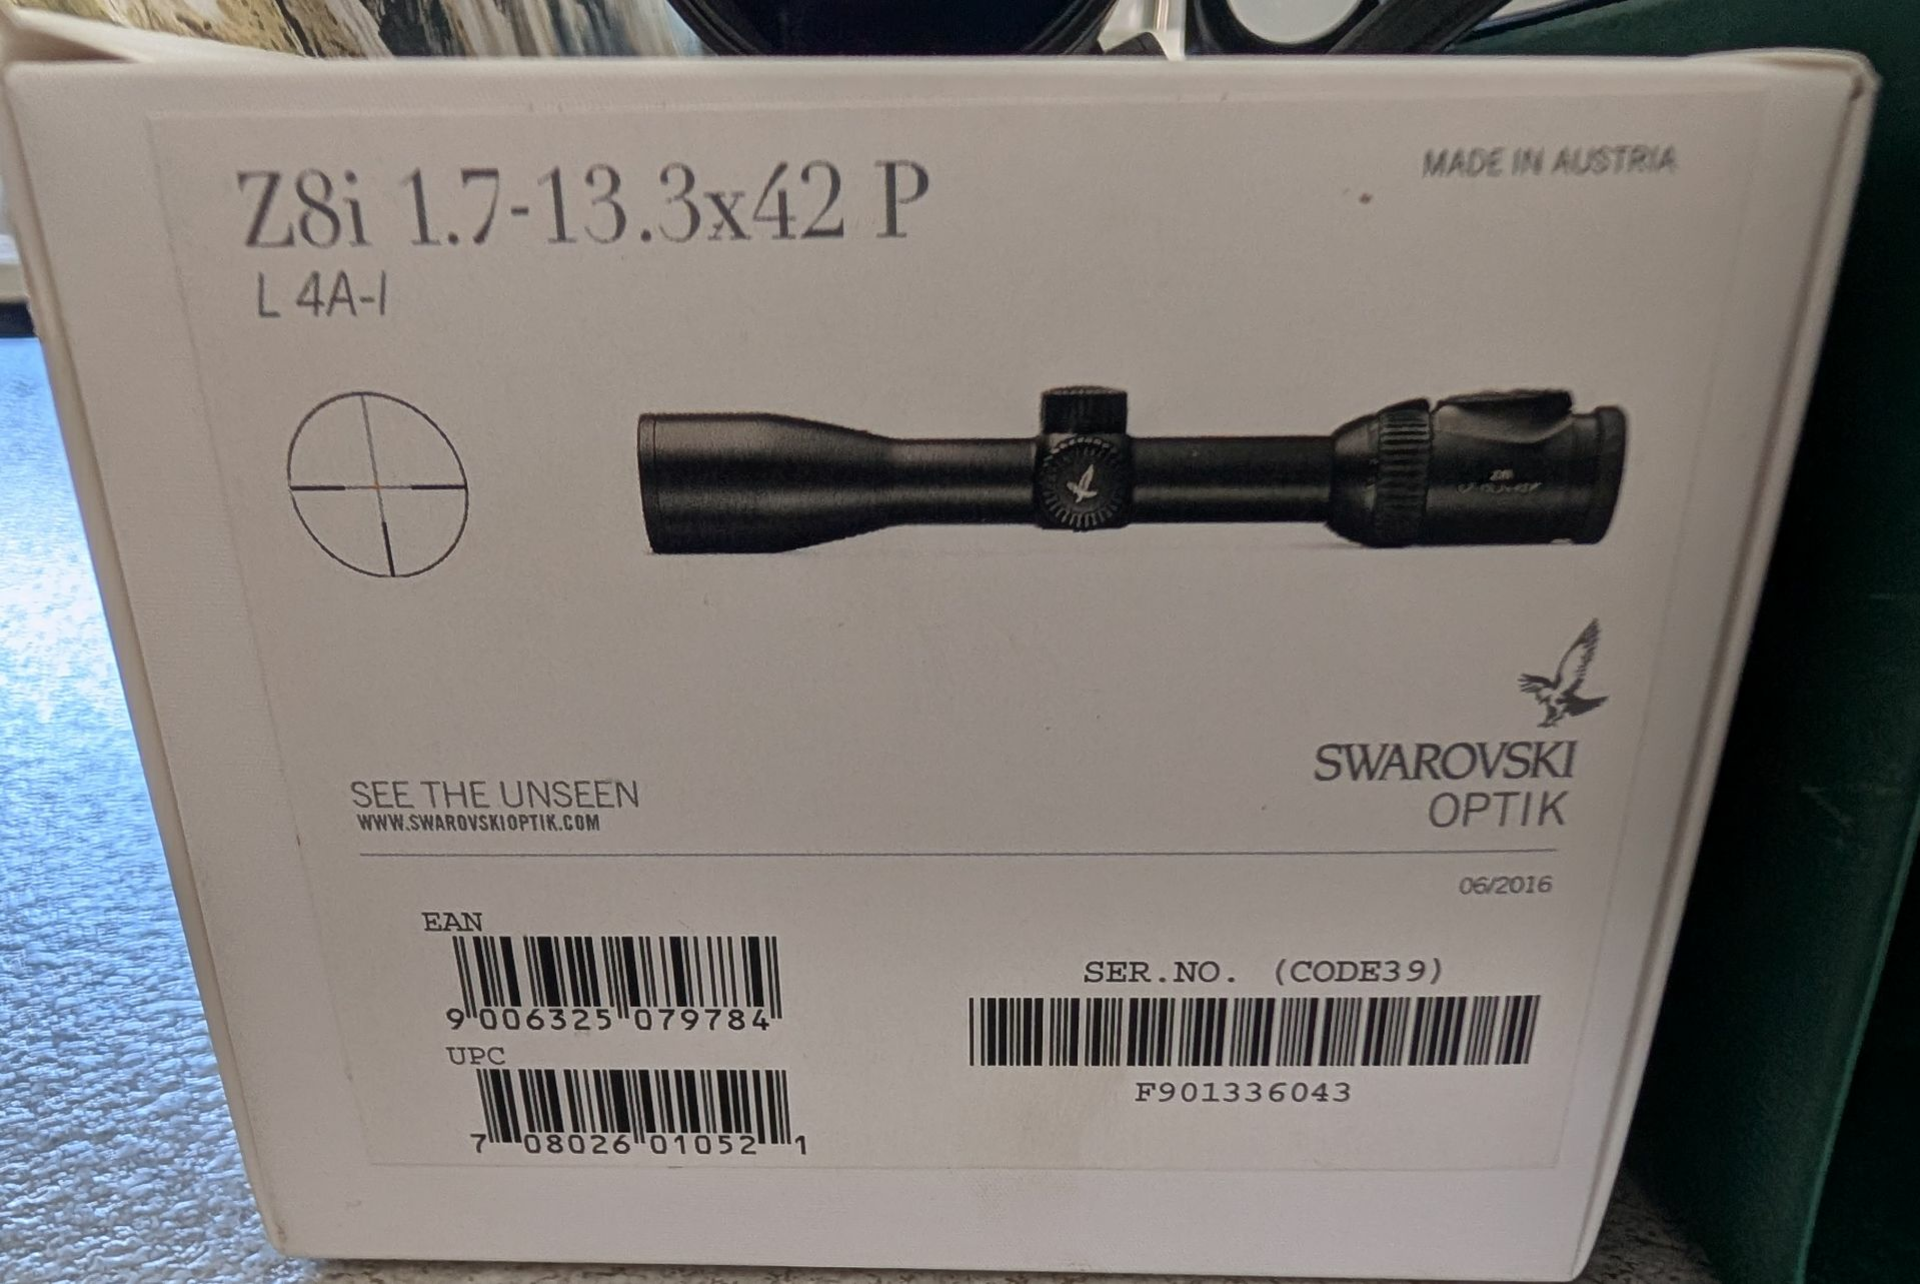 Z8i 1.7-13.3x42 P
MADE IN AUSTRIA
L 4A-I
SEE THE UNSEEN
WWW.SWAROVSKIOPTIK.COM
SWAROVSKI
OPTIK
06/2016
EAN
9 006325 079784
UPC
7 08026 01052 1
SER.NO. (CODE39)
F901336043